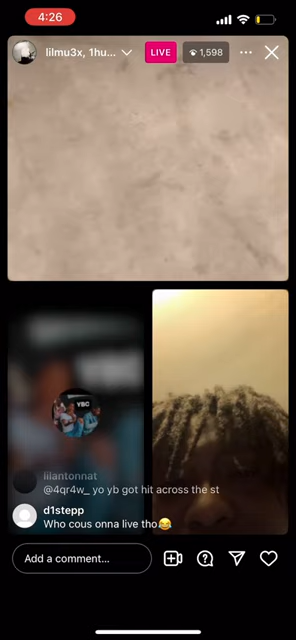 4:26
lilmu3x, 1hu... LIVE 1,598
YBC
lilantonnat
@4qr4w_ yo yb got hit across the st
d1stepp
Who cous onna live tho😂
Add a comment...